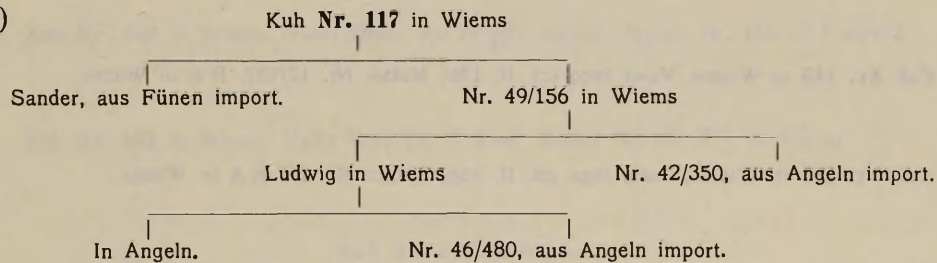 )
Kuh Nr. 117 in Wiems
Sander, aus Fünen import. Nr. 49/156 in Wiems
Ludwig in Wiems Nr. 42/350, aus Angeln import.
In Angeln. Nr. 46/480, aus Angeln import.